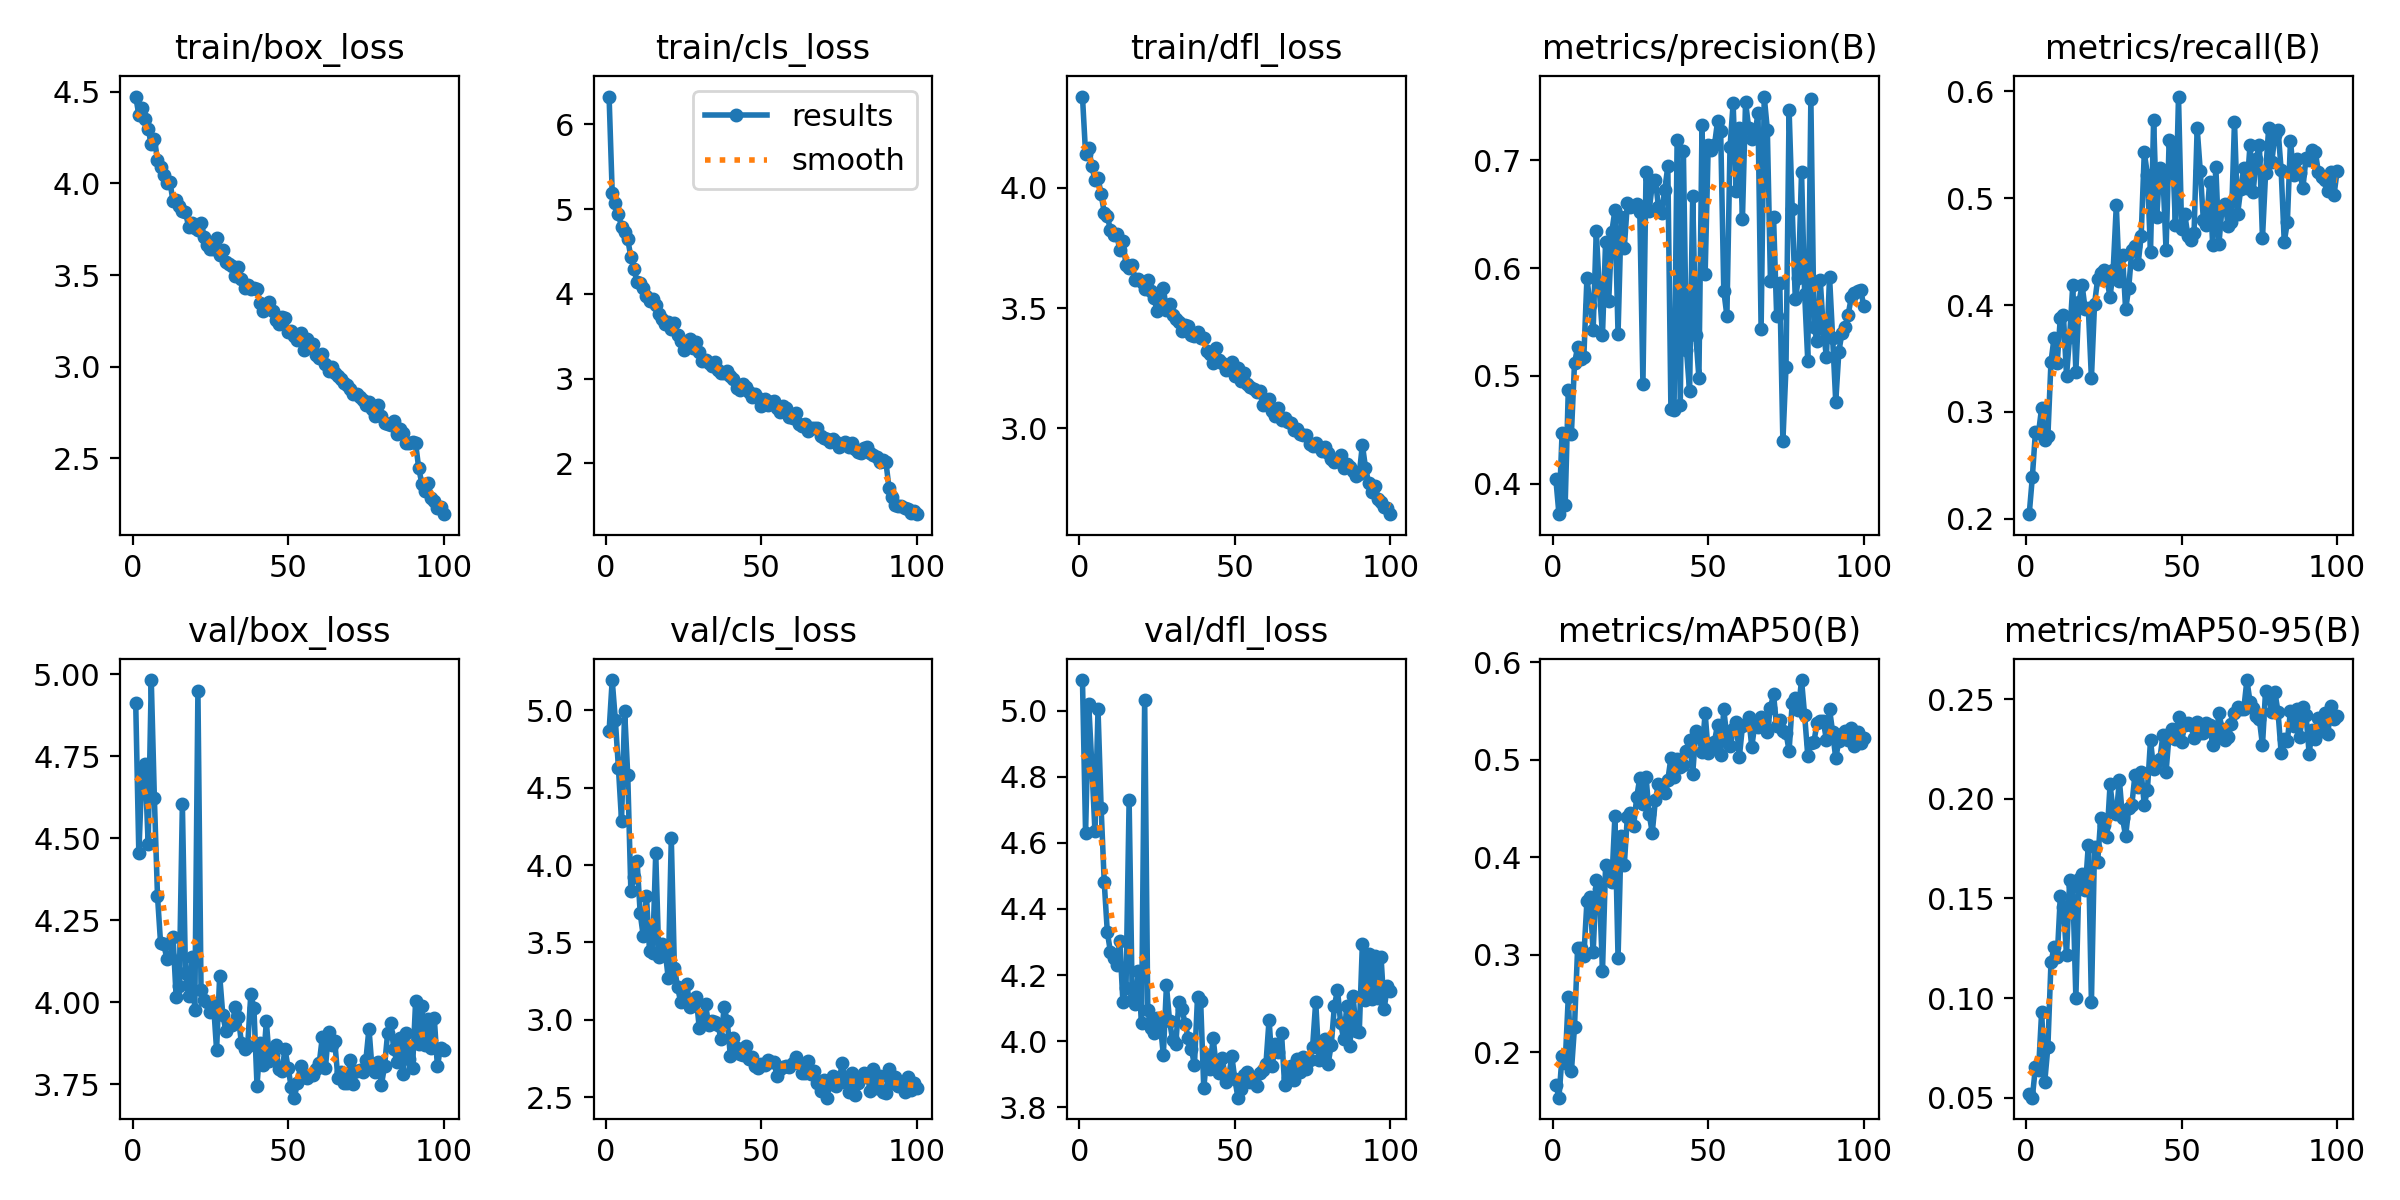 train/box_loss
4.5
4.0
3.5
3.0
2.5
0 50 100
train/cls_loss
results
smooth
6
5
4
3
2
0 50 100
train/dfl_loss
4.0
3.5
3.0
0 50 100
metrics/precision(B)
0.7
0.6
0.5
0.4
0 50 100
metrics/recall(B)
0.6
0.5
0.4
0.3
0.2
0 50 100
val/box_loss
5.00
4.75
4.50
4.25
4.00
3.75
0 50 100
val/cls_loss
5.0
4.5
4.0
3.5
3.0
2.5
0 50 100
val/dfl_loss
5.0
4.8
4.6
4.4
4.2
4.0
3.8
0 50 100
metrics/mAP50(B)
0.6
0.5
0.4
0.3
0.2
0 50 100
metrics/mAP50-95(B)
0.25
0.20
0.15
0.10
0.05
0 50 100